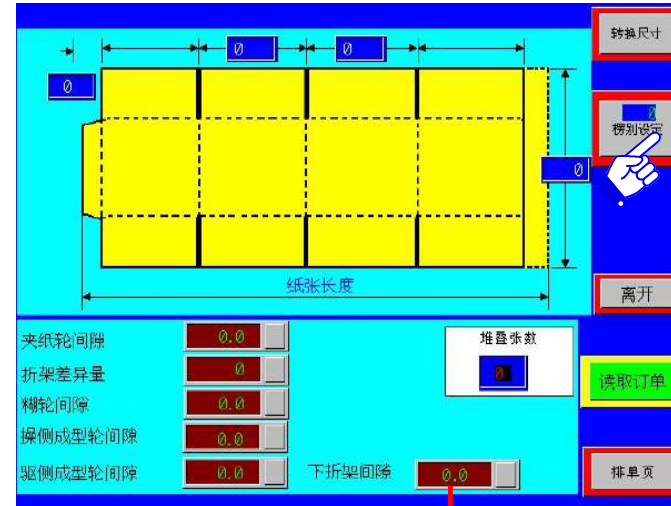 转换尺寸
0
0
0
0
楞别设定
0
纸张长度
离开
夹纸轮间隙
0.0
堆叠张数
折架差异量
0
0
读取订单
糊轮间隙
0.0
操侧成型轮间隙
0.0
驱侧成型轮间隙
0.0
下折架间隙
0.0
排单页